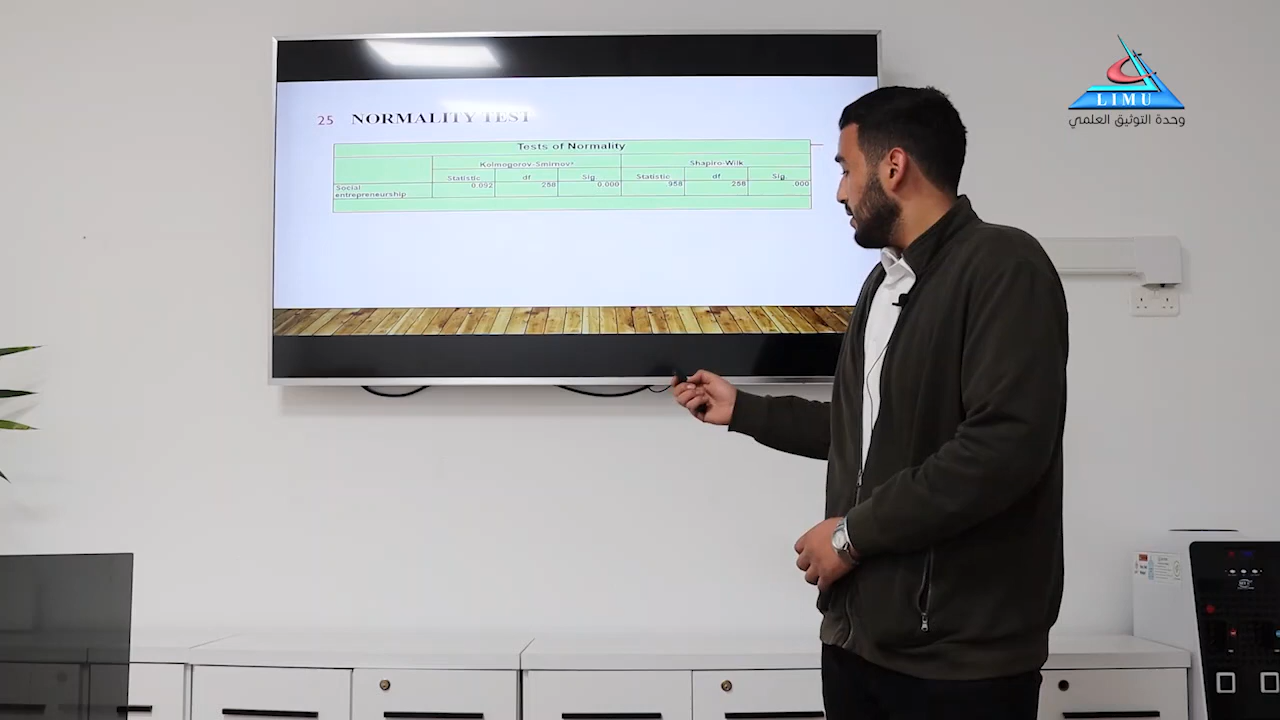 LIMU
وحدة التوثيق العلمي
25 NORMALITY TEST
Tests of Normality
Kolmogorov-Smirnovᵃ Shapiro-Wilk
Statistic df Sig. Statistic df Sig.
Social entrepreneurship 0.092 258 0.000 .958 258 .000